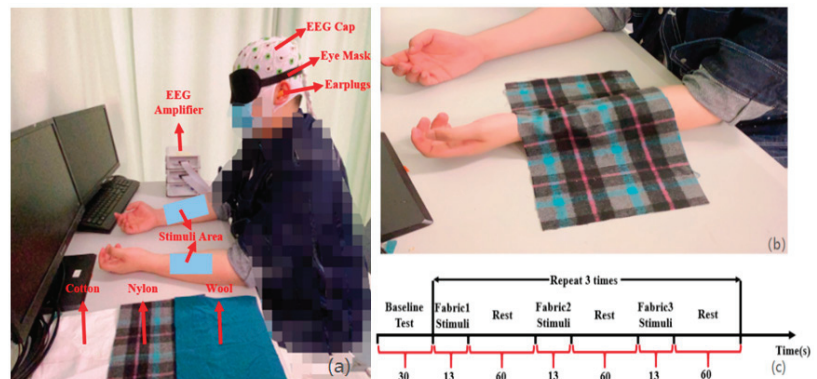 EEG Cap
Eye Mask
Earplugs
EEG
Amplifier
Stimuli Area
Cotton
Nylon
Wool
(a)
(b)
Repeat 3 times
Baseline
Test
Fabric1
Stimuli
Rest
Fabric2
Stimuli
Rest
Fabric3
Stimuli
Rest
Time(s)
30
13
60
13
60
13
60
(c)